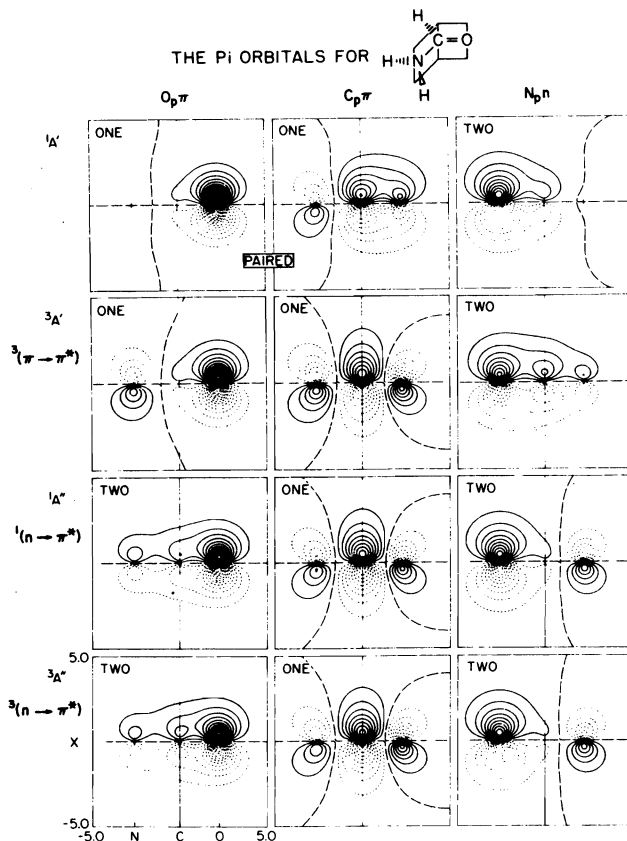 THE Pi ORBITALS FOR
H
H N C=O
H
Opπ Cpπ Npn
¹A' ONE ONE TWO
PAIRED
³A' ONE ONE TWO
³(π → π*)
¹A" TWO ONE TWO
¹(n → π*)
³A" TWO ONE TWO
³(n → π*)
5.0
X
-5.0
-5.0 N C O 5.0